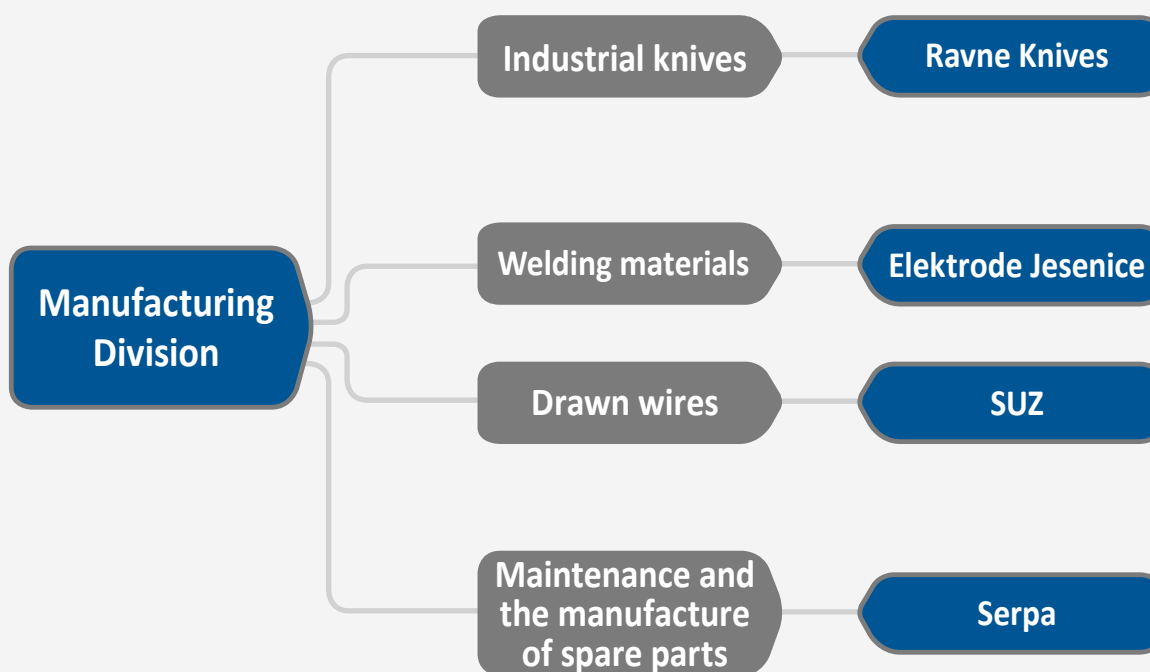 Industrial knives
Ravne Knives
Manufacturing
Division
Welding materials
Elektrode Jesenice
Drawn wires
SUZ
Maintenance and
the manufacture
of spare parts
Serpa